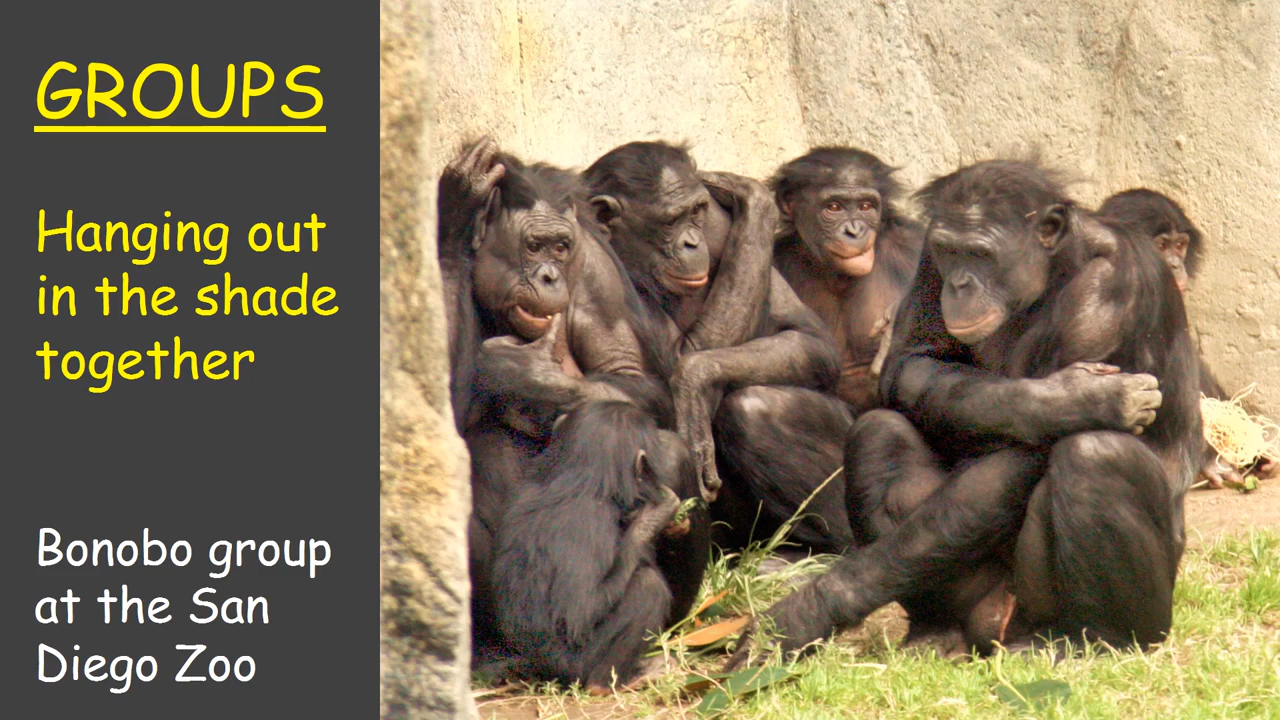 GROUPS
Hanging out
in the shade
together
Bonobo group
at the San
Diego Zoo